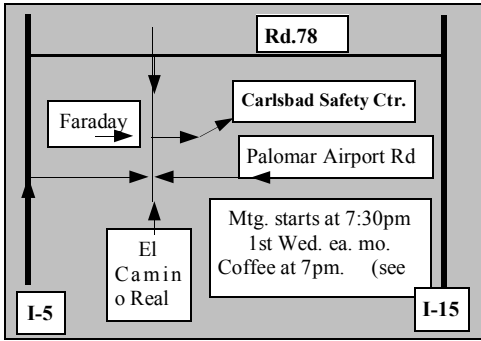 Rd.78
Carlsbad Safety Ctr.
Faraday
Palomar Airport Rd
Mtg. starts at 7:30pm
1st Wed. ea. mo.
Coffee at 7pm. (see
El
Camin
o Real
I-5
I-15